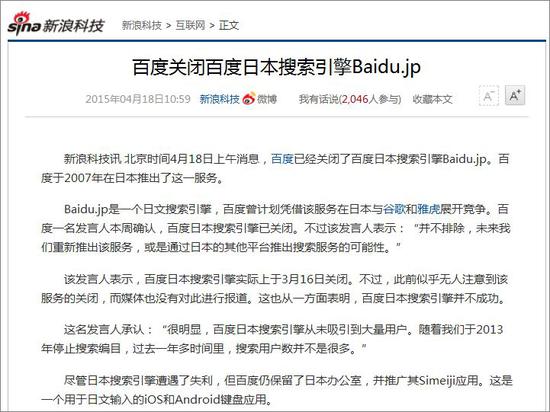 sina 新浪科技
新浪科技 > 互联网 > 正文
百度关闭百度日本搜索引擎Baidu.jp
2015年04月18日10:59 新浪科技 微博 我有话说(2,046人参与) 收藏本文 A- A+
新浪科技讯 北京时间4月18日上午消息，百度已经关闭了百度日本搜索引擎Baidu.jp。百
度于2007年在日本推出了这一服务。
Baidu.jp是一个日文搜索引擎，百度曾计划凭借该服务在日本与谷歌和雅虎展开竞争。百
度一名发言人本周确认，百度日本搜索引擎已关闭。不过该发言人表示：“并不排除，未来我
们重新推出该服务，或是通过日本的其他平台推出搜索服务的可能性。”
该发言人表示，百度日本搜索引擎实际上于3月16日关闭。不过，此前似乎无人注意到该
服务的关闭，而媒体也没有对此进行报道。这也从一方面表明，百度日本搜索引擎并不成功。
这名发言人承认：“很明显，百度日本搜索引擎从未吸引到大量用户。随着我们于2013
年停止搜索编目，过去一年多时间里，搜索用户数并不是很多。”
尽管日本搜索引擎遭遇了失利，但百度仍保留了日本办公室，并推广其Simeji应用。这是
一个用于日文输入的iOS和Android键盘应用。